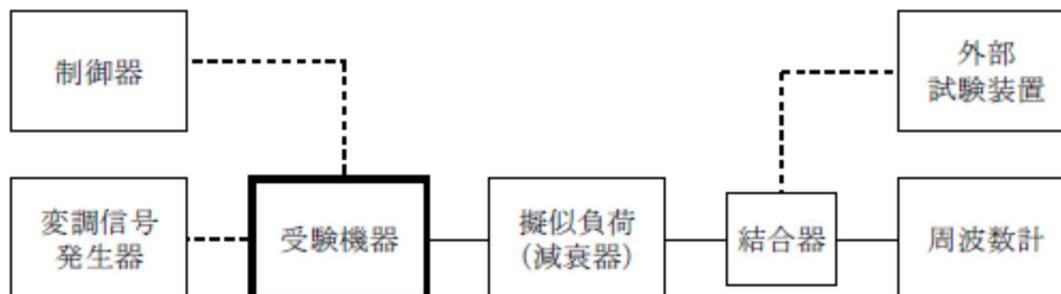 制御器
外部
試験装置
変調信号
発生器
受験機器
擬似負荷
(減衰器)
結合器
周波数計